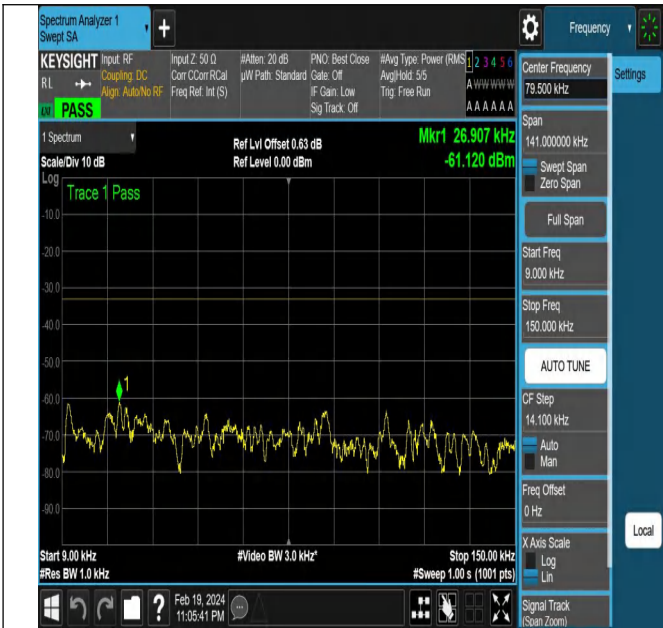 Spectrum Analyzer 1
Swept SA
+
Frequency
KEYSIGHT
RL
PASS
Input: RF
Coupling: DC
Align: Auto/No RF
Input Z: 50 Ω
Corr CCorr RCal
Freq Ref: Int (S)
#Atten: 20 dB
µW Path: Standard
PNO: Best Close
Gate: Off
IF Gain: Low
Sig Track: Off
#Avg Type: Power (RMS
Avg|Hold: 5/5
Trig: Free Run
1 2 3 4 5 6
A W W W W W
A A A A A A
1 Spectrum
Scale/Div 10 dB
Ref Lvl Offset 0.63 dB
Ref Level 0.00 dBm
Mkr1 26.907 kHz
-61.120 dBm
Log
Trace 1 Pass
-10.0
-20.0
-30.0
-40.0
-50.0
-60.0
-70.0
-80.0
-90.0
1
Start 9.00 kHz
#Res BW 1.0 kHz
#Video BW 3.0 kHz*
Stop 150.00 kHz
#Sweep 1.00 s (1001 pts)
?
Feb 19, 2024
11:05:41 PM
Center Frequency
79.500 kHz
Settings
Span
141.000000 kHz
Swept Span
Zero Span
Full Span
Start Freq
9.000 kHz
Stop Freq
150.000 kHz
AUTO TUNE
CF Step
14.100 kHz
Auto
Man
Freq Offset
0 Hz
X Axis Scale
Log
Lin
Local
Signal Track
(Span Zoom)